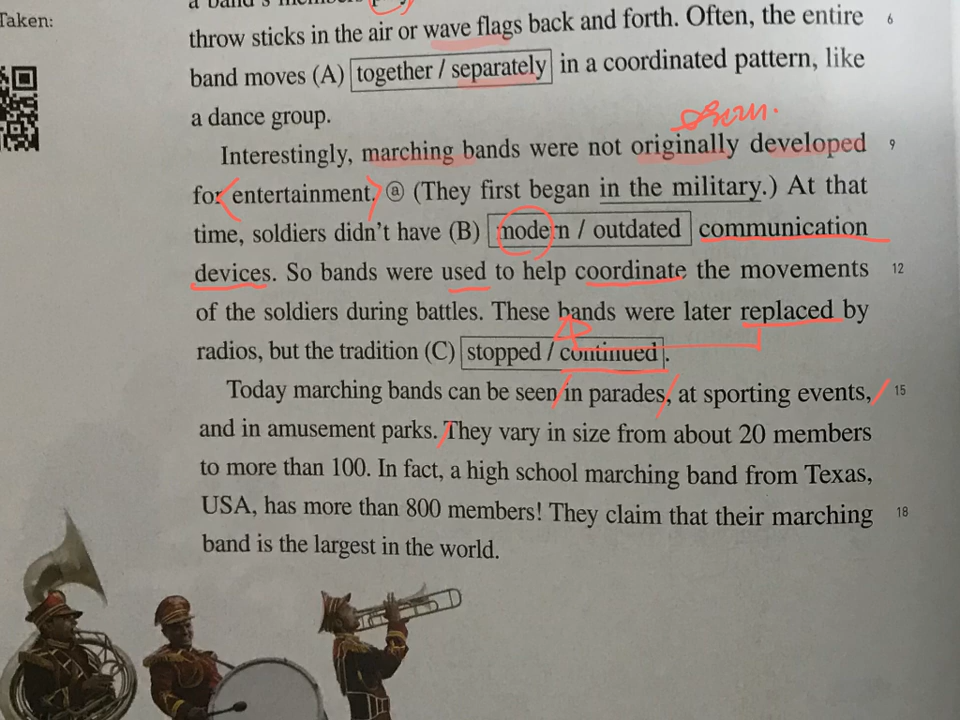 Taken:
a band's members
throw sticks in the air or wave flags back and forth. Often, the entire 6
band moves (A) together / separately in a coordinated pattern, like
a dance group.
Interestingly, marching bands were not originally developed 9
for entertainment. ⓐ (They first began in the military.) At that
time, soldiers didn't have (B) modern / outdated communication
devices. So bands were used to help coordinate the movements 12
of the soldiers during battles. These bands were later replaced by
radios, but the tradition (C) stopped / continued.
Today marching bands can be seen in parades, at sporting events, 15
and in amusement parks. They vary in size from about 20 members
to more than 100. In fact, a high school marching band from Texas,
USA, has more than 800 members! They claim that their marching 18
band is the largest in the world.